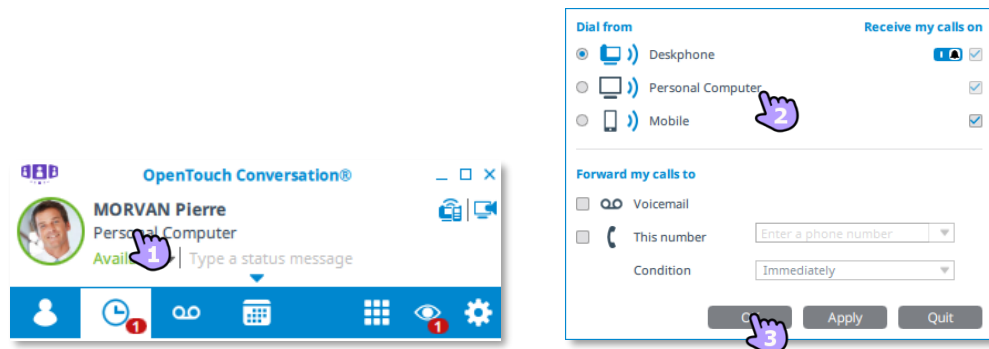 OpenTouch Conversation®
MORVAN Pierre
Personal Computer
1
Type a status message
1
1
Dial from
Receive my calls on
Deskphone
Personal Computer
2
Mobile
Forward my calls to
Voicemail
This number
Enter a phone number
Condition
Immediately
Apply
Quit
3